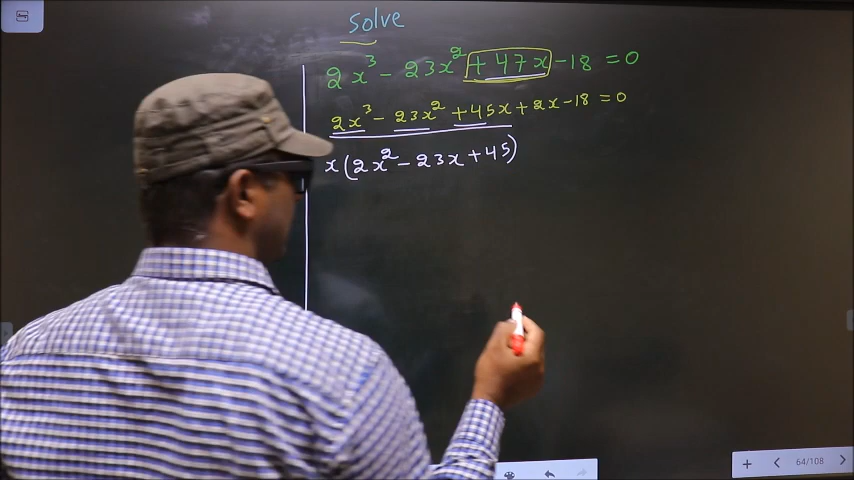 solve
2x³ - 23x² + 47x - 18 = 0
2x³ - 23x² + 45x + 2x - 18 = 0
x(2x² - 23x + 45)
64/108